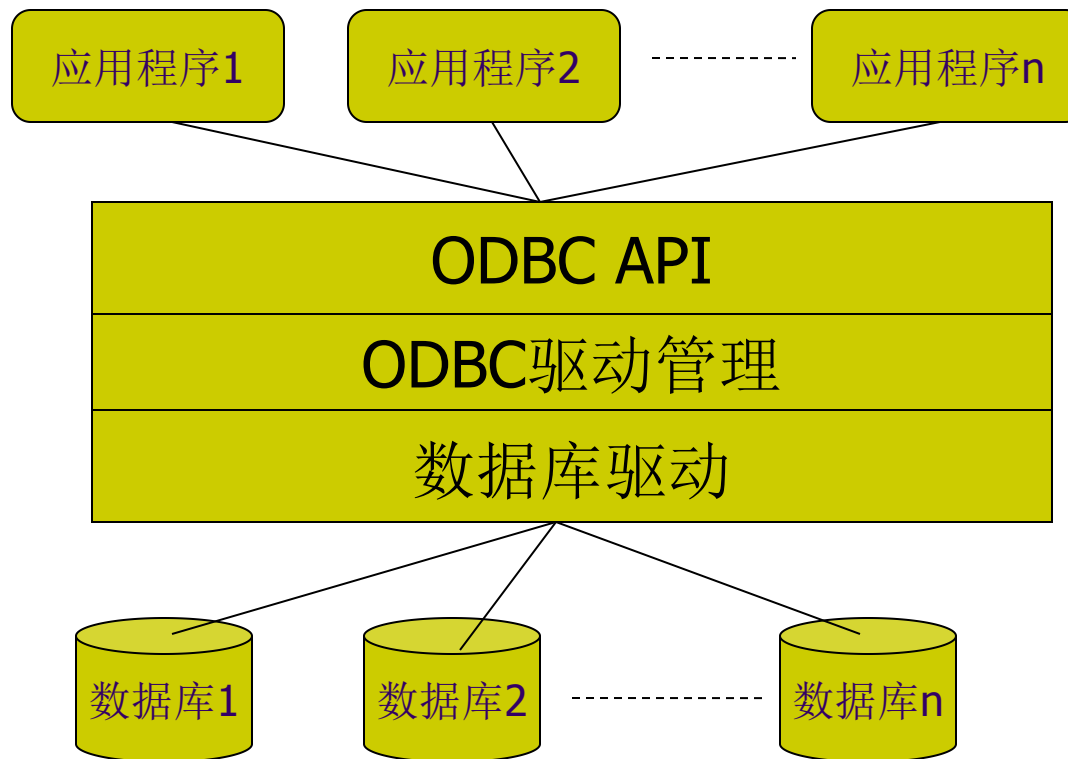 应用程序1
应用程序2
应用程序n
ODBC API
ODBC驱动管理
数据库驱动
数据库1
数据库2
数据库n